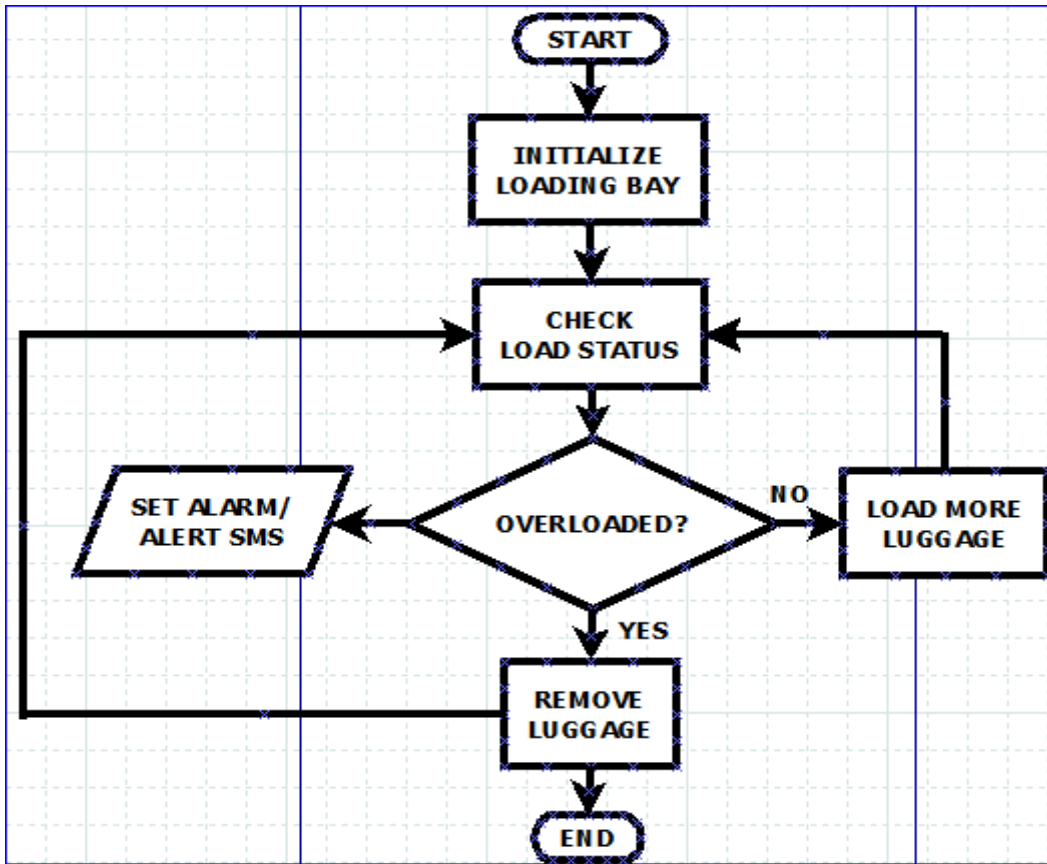 START
INITIALIZE
LOADING BAY
CHECK
LOAD STATUS
SET ALARM/
ALERT SMS
OVERLOADED?
NO
LOAD MORE
LUGGAGE
YES
REMOVE
LUGGAGE
END